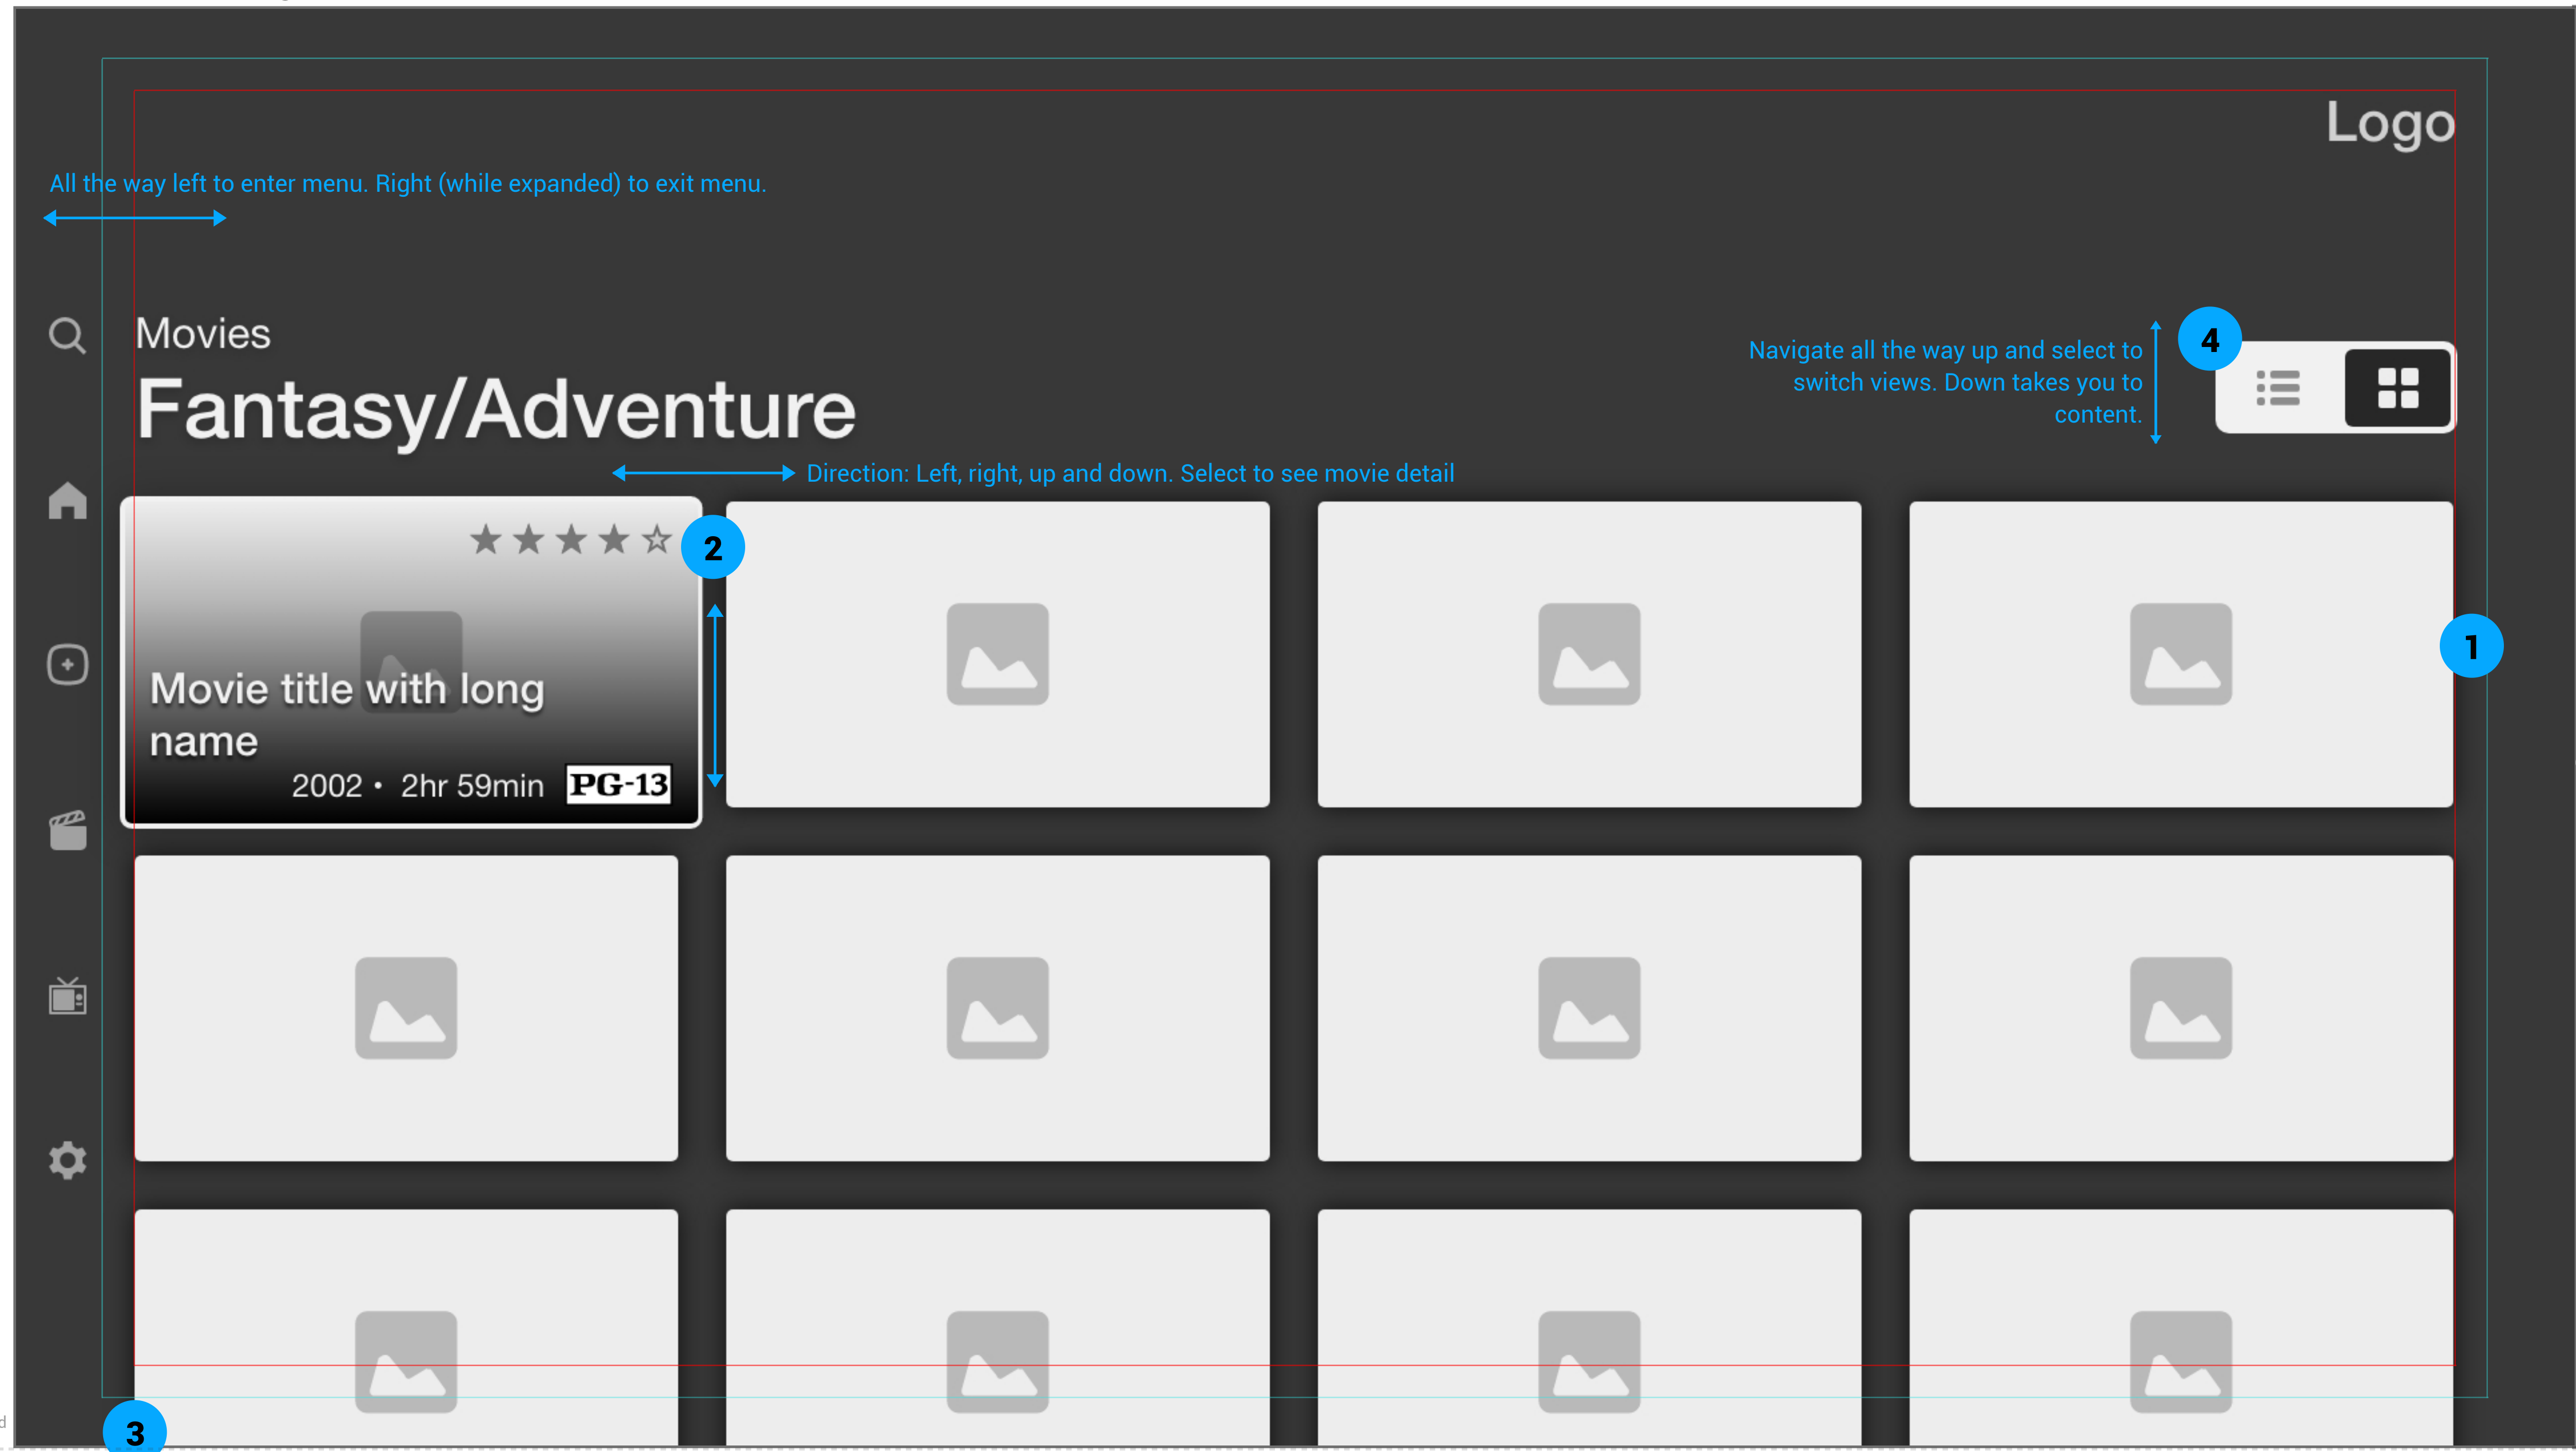 Logo
All the way left to enter menu. Right (while expanded) to exit menu.
Movies
Fantasy/Adventure
Navigate all the way up and select to
switch views. Down takes you to
content.
4
Direction: Left, right, up and down. Select to see movie detail
2
1
Movie title with long
name
2002 • 2hr 59min PG-13
3